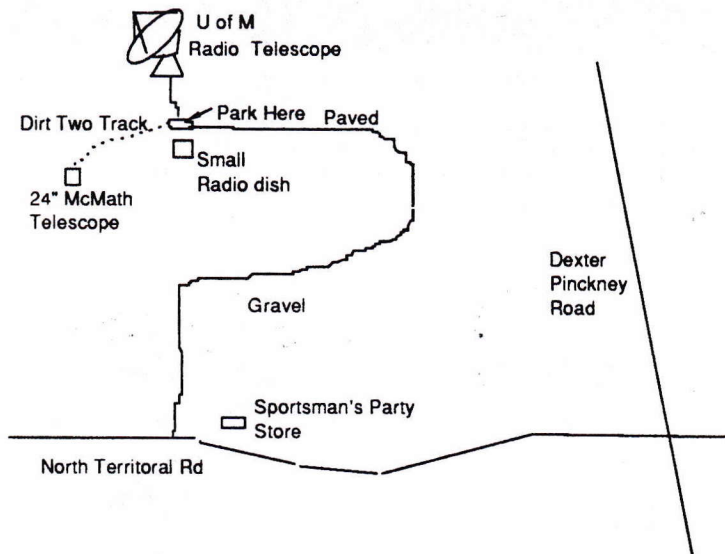 U of M
Radio Telescope
Park Here
Paved
Dirt Two Track
Small
Radio dish
24" McMath
Telescope
Dexter
Pinckney
Road
Gravel
Sportsman's Party
Store
North Territoral Rd